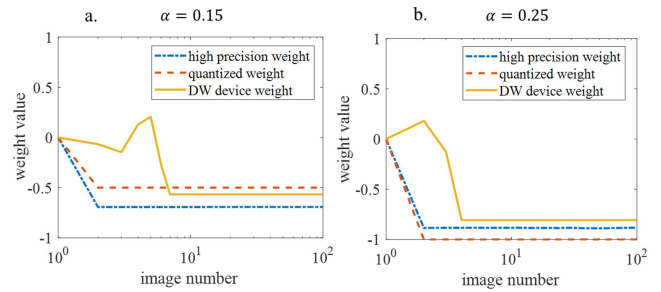 a. α = 0.15
1
0.5
0
-0.5
-1
weight value
high precision weight
quantized weight
DW device weight
10^0 10^1 10^2
image number
b. α = 0.25
1
0.5
0
-0.5
-1
weight value
high precision weight
quantized weight
DW device weight
10^0 10^1 10^2
image number